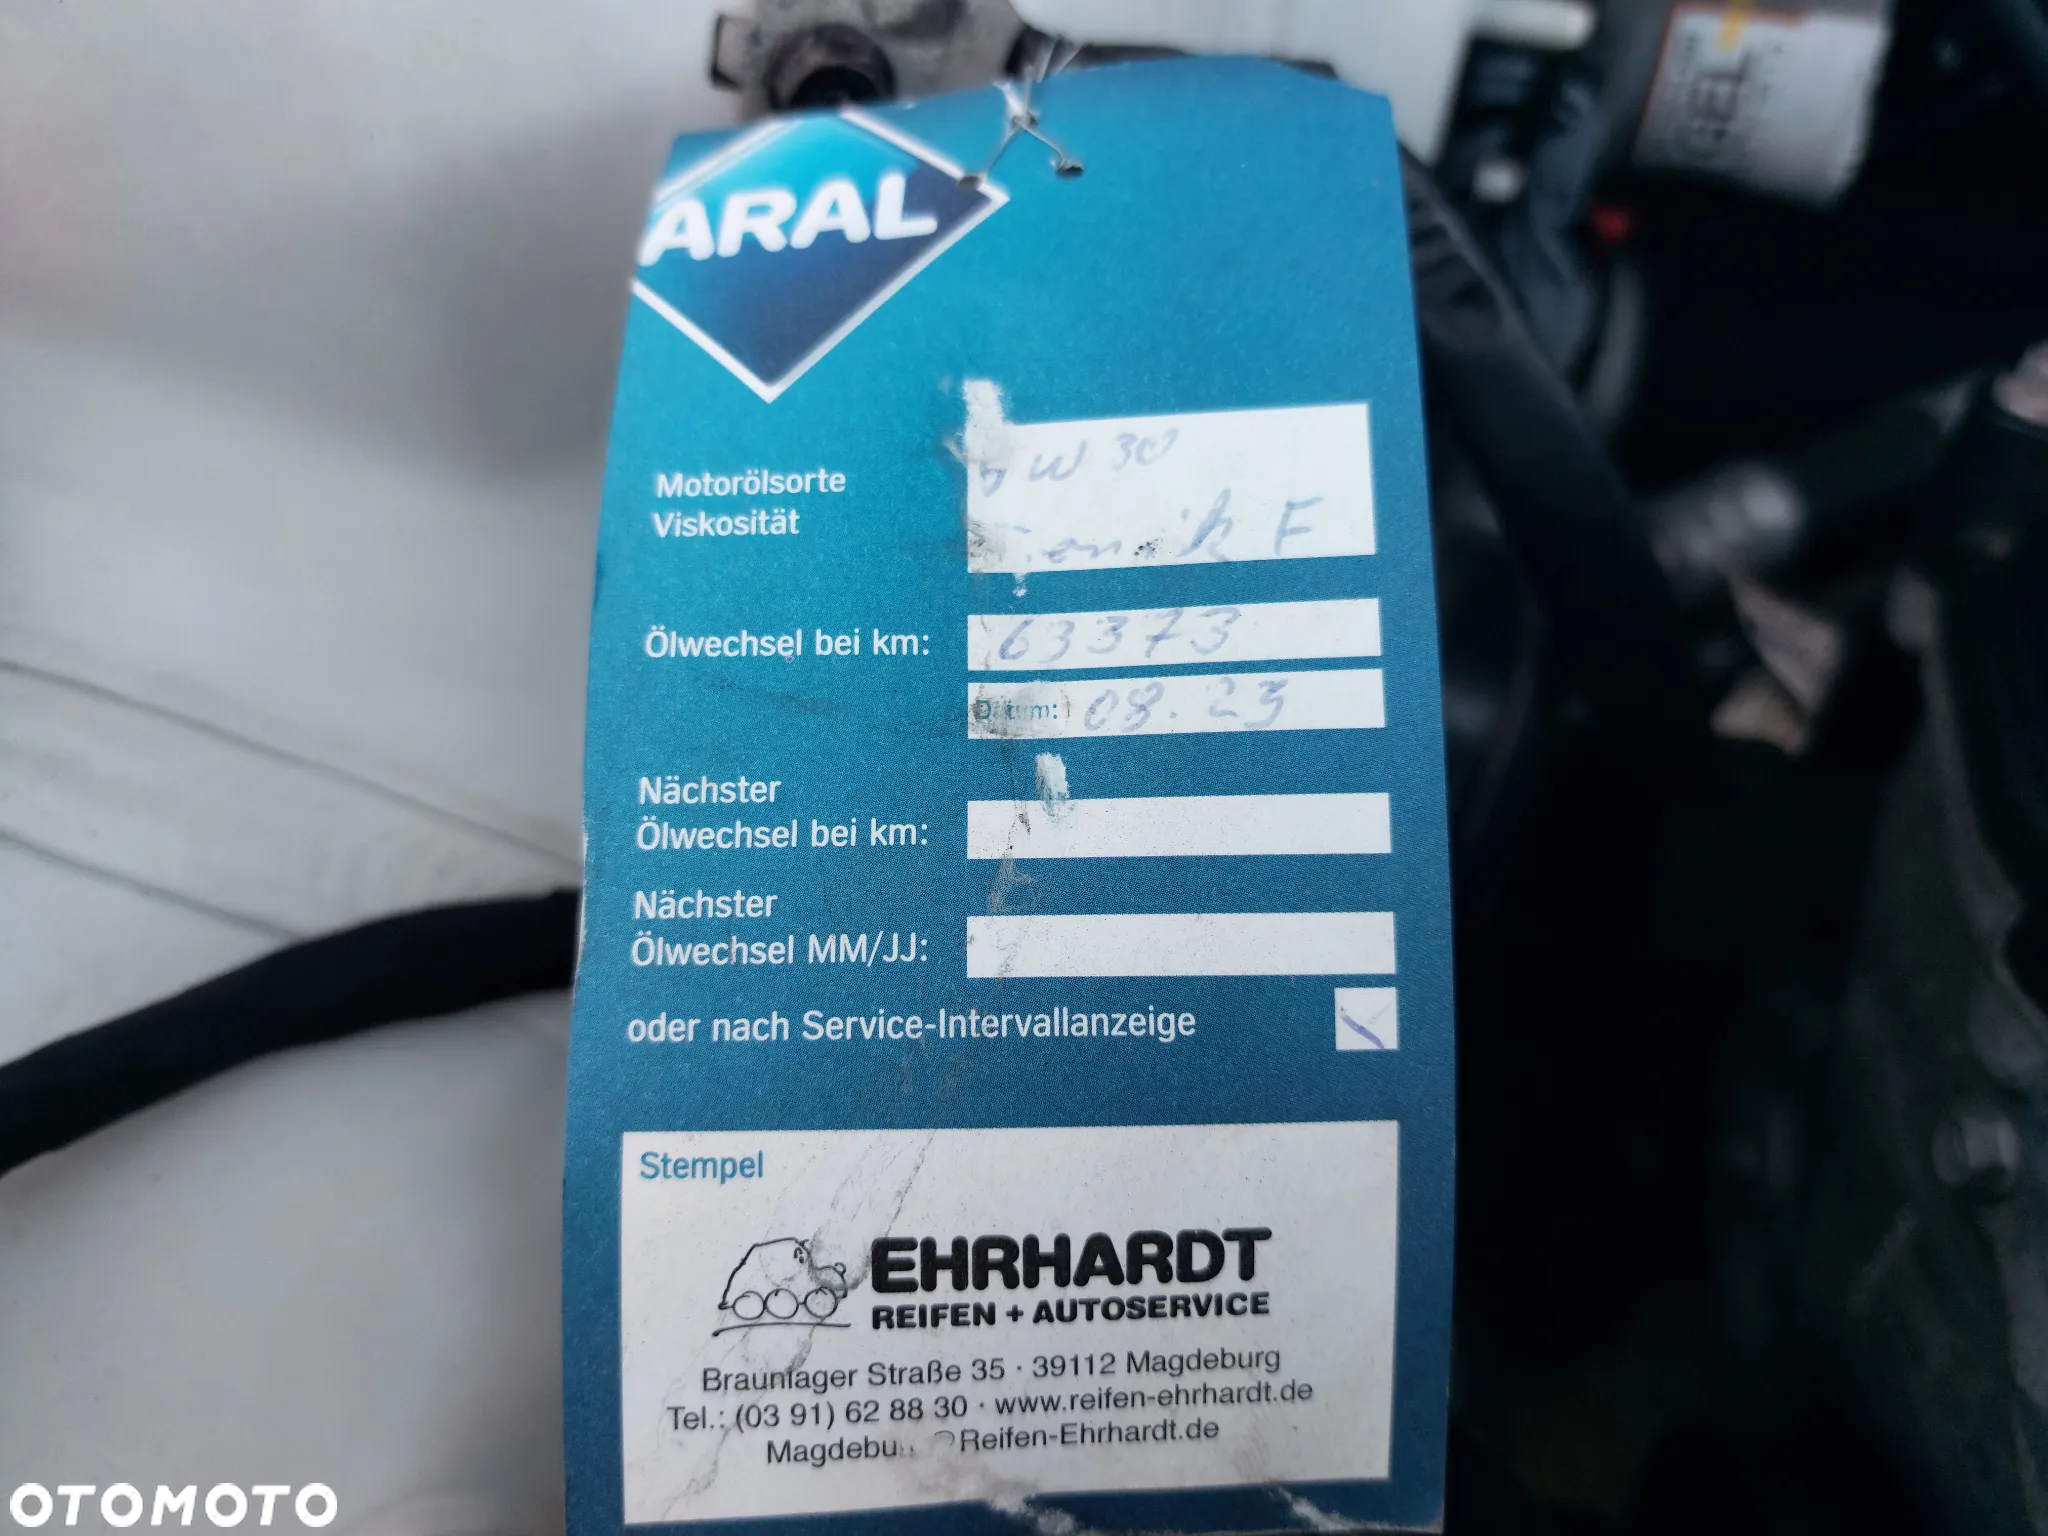 ARAL
Motorölsorte
Viskosität
W 30
F
Ölwechsel bei km:
63373
Datum: 08.23
Nächster
Ölwechsel bei km:
Nächster
Ölwechsel MM/JJ:
oder nach Service-Intervallanzeige
Stempel
EHRHARDT
REIFEN + AUTOSERVICE
Braunlager Straße 35 · 39112 Magdeburg
Tel.: (03 91) 62 88 30 · www.reifen-ehrhardt.de
Reifen-Ehrhardt.de
OTOMOTO